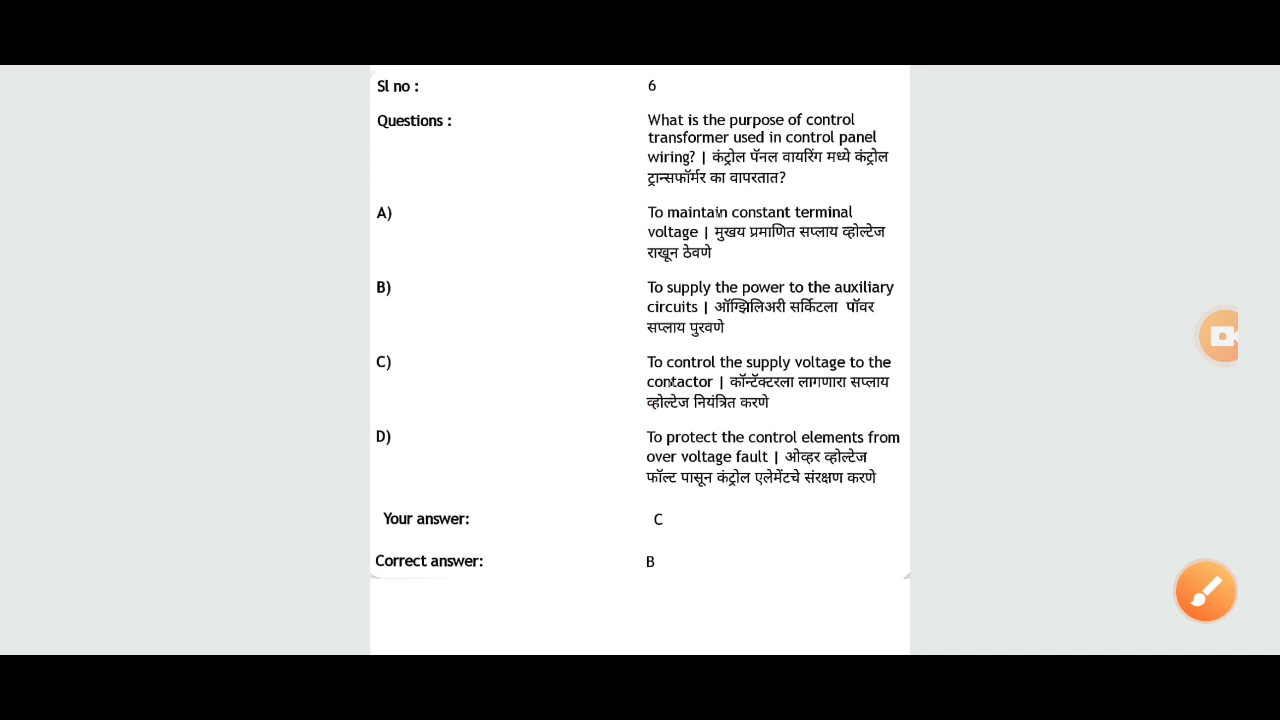 Sl no : 6
Questions : What is the purpose of control
transformer used in control panel
wiring? | कंट्रोल पॅनल वायरिंग मध्ये कंट्रोल
ट्रान्सफॉर्मर का वापरतात?
A) To maintain constant terminal
voltage | मुखय प्रमाणित सप्लाय व्होल्टेज
राखून ठेवणे
B) To supply the power to the auxiliary
circuits | ऑग्झिलिअरी सर्किटला पॉवर
सप्लाय पुरवणे
C) To control the supply voltage to the
contactor | कॉन्टॅक्टरला लागणारा सप्लाय
व्होल्टेज नियंत्रित करणे
D) To protect the control elements from
over voltage fault | ओव्हर व्होल्टेज
फॉल्ट पासून कंट्रोल एलेमेंटचे संरक्षण करणे
Your answer: C
Correct answer: B